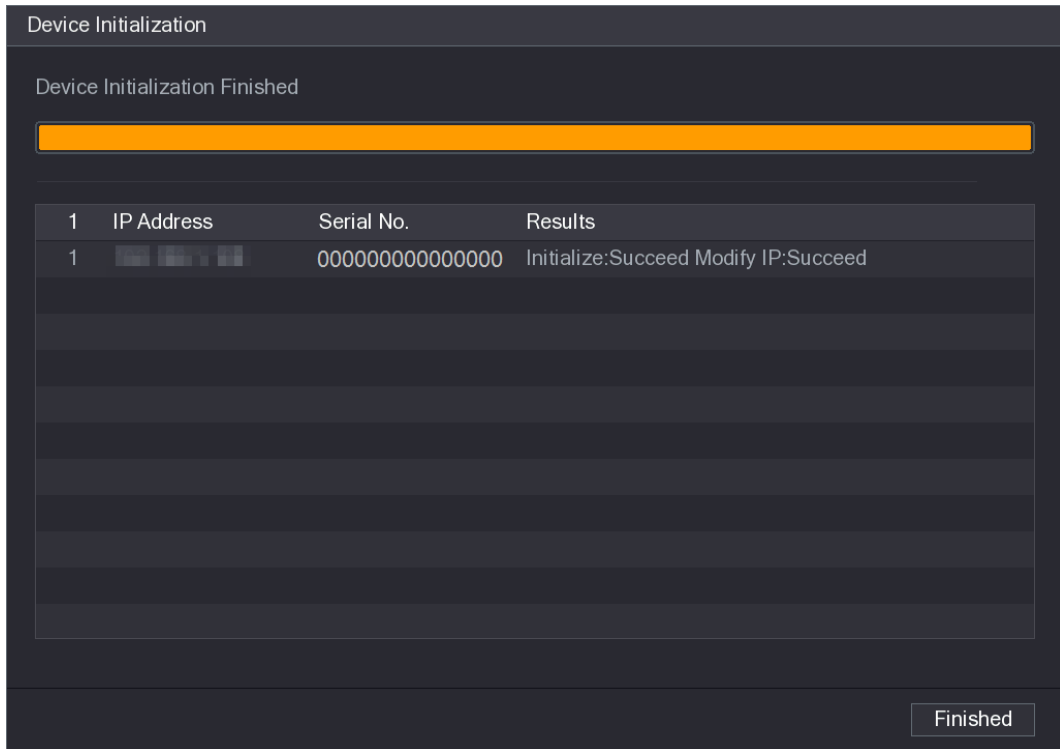 Device Initialization
Device Initialization Finished
1 IP Address Serial No. Results
1 000000000000000 Initialize:Succeed Modify IP:Succeed
Finished